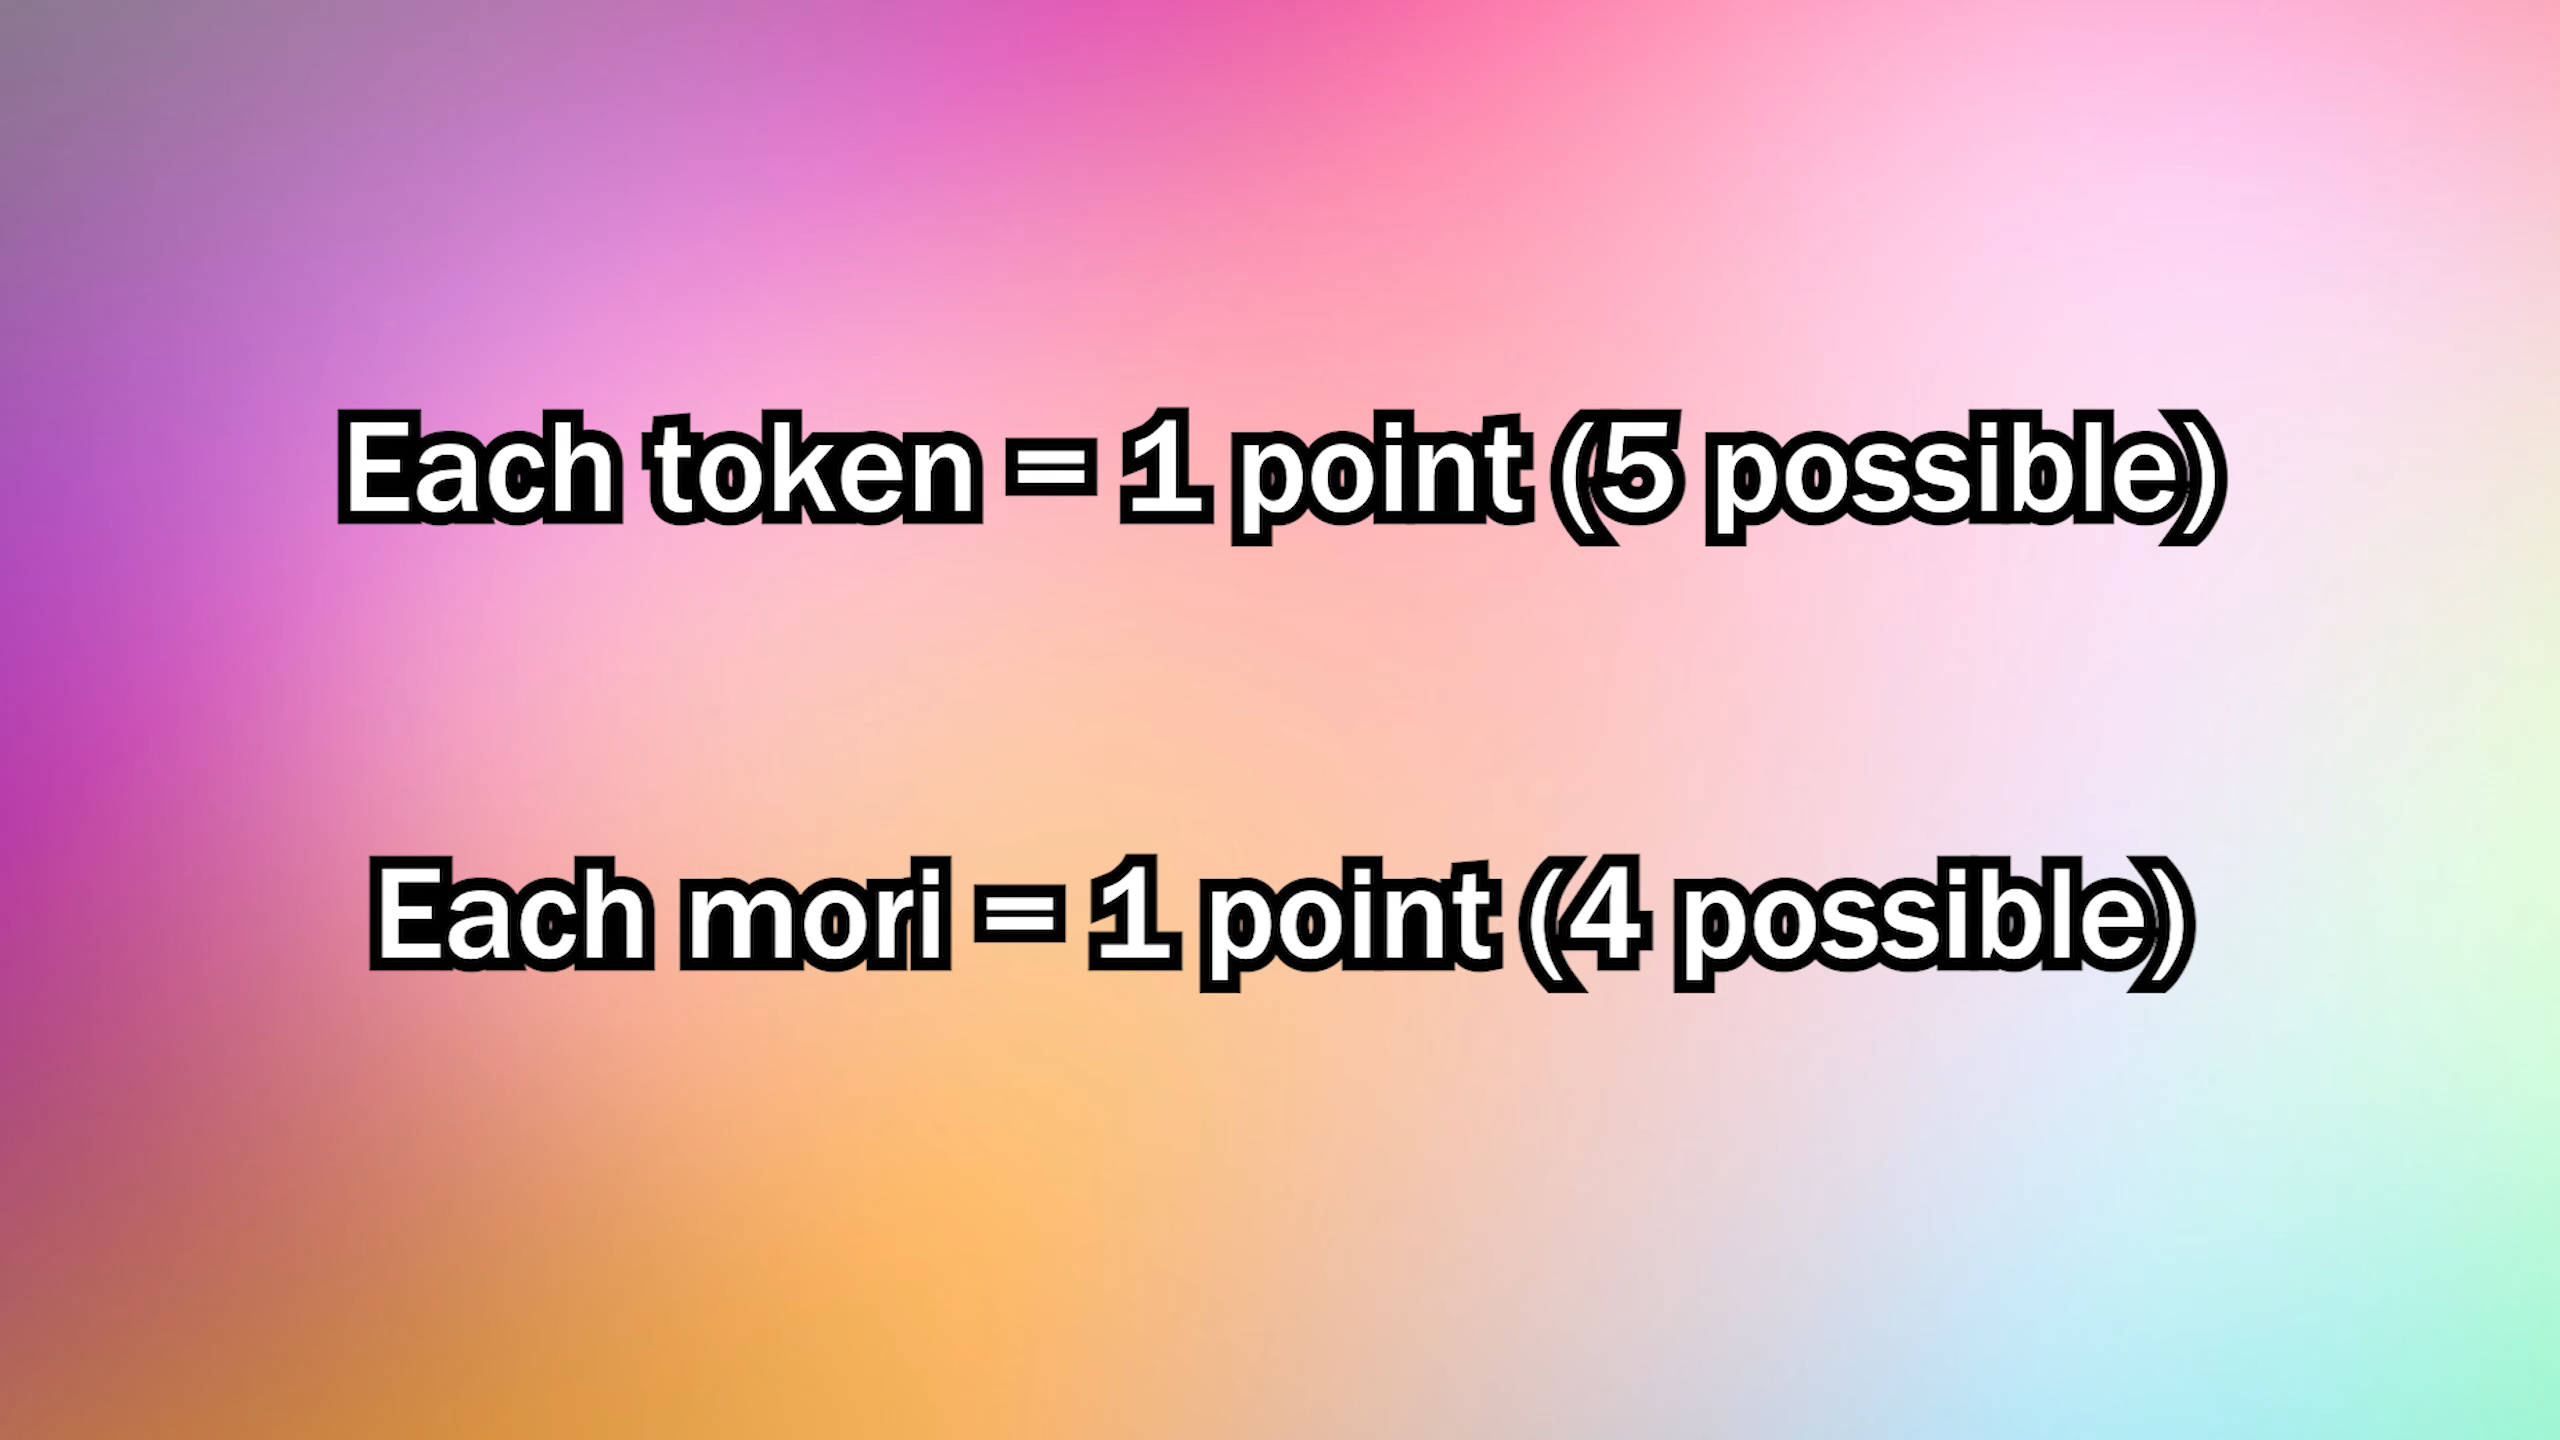 Each token = 1 point (5 possible)
Each mori = 1 point (4 possible)